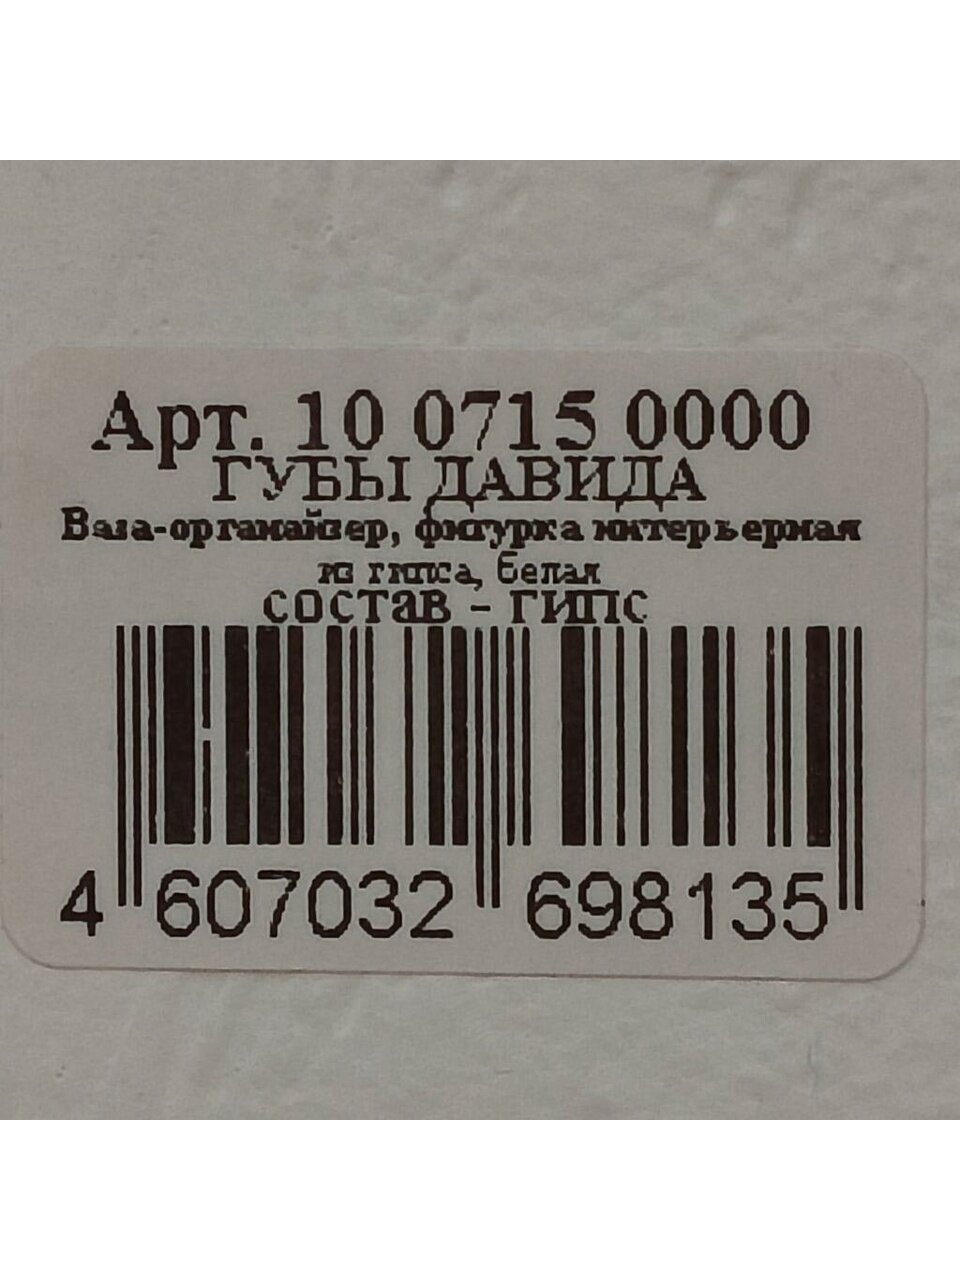 Арт. 10 0715 0000
ГУБЫ ДАВИДА
Ваза-органайзер, фигурка интерьерная
из гипса, белая
состав - гипс
4 607032 698135